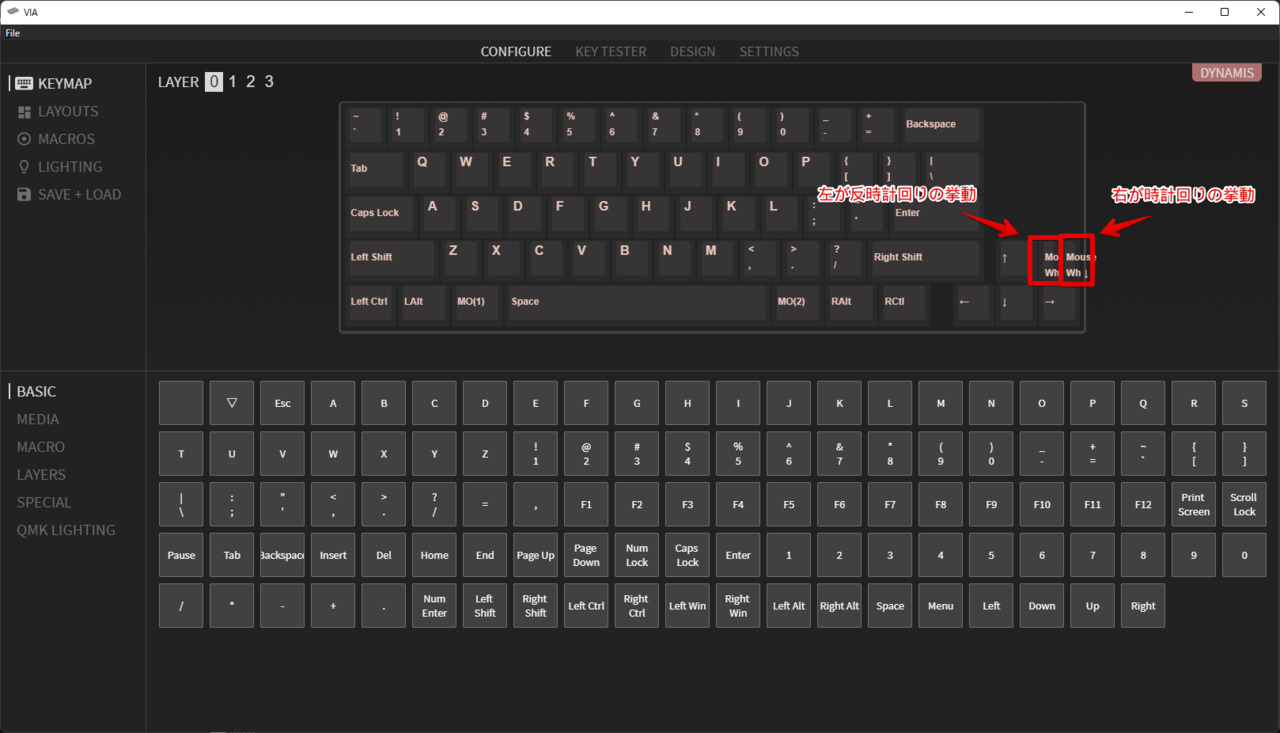 VIA
File
CONFIGURE KEY TESTER DESIGN SETTINGS
KEYMAP
LAYOUTS
MACROS
LIGHTING
SAVE + LOAD
LAYER 0 1 2 3
DYNAMIS
~ ! @ # $ % ^ & * ( ) _ +
` 1 2 3 4 5 6 7 8 9 0 - = Backspace
Tab Q W E R T Y U I O P { } |
[ ] \
左が反時計回りの挙動
右が時計回りの挙動
Caps Lock A S D F G H J K L : Enter
;
Left Shift Z X C V B N M < > ? Right Shift ↑ Mo Mouse
, . / Wh Wh ↓
Left Ctrl LAlt MO(1) Space MO(2) RAlt RCtl ← ↓ →
BASIC
MEDIA
MACRO
LAYERS
SPECIAL
QMK LIGHTING
▽ Esc A B C D E F G H I J K L M N O P Q R S
T U V W X Y Z ! @ # $ % ^ & * ( ) _ + ~ { }
1 2 3 4 5 6 7 8 9 0 - = ` [ ]
| : " < > ? = , F1 F2 F3 F4 F5 F6 F7 F8 F9 F10 F11 F12 Print Screen Scroll Lock
\ ; ' , . /
Pause Tab Backspace Insert Del Home End Page Up Page Down Num Lock Caps Lock Enter 1 2 3 4 5 6 7 8 9 0
/ * - + . Num Enter Left Shift Right Shift Left Ctrl Right Ctrl Left Win Right Win Left Alt Right Alt Space Menu Left Down Up Right